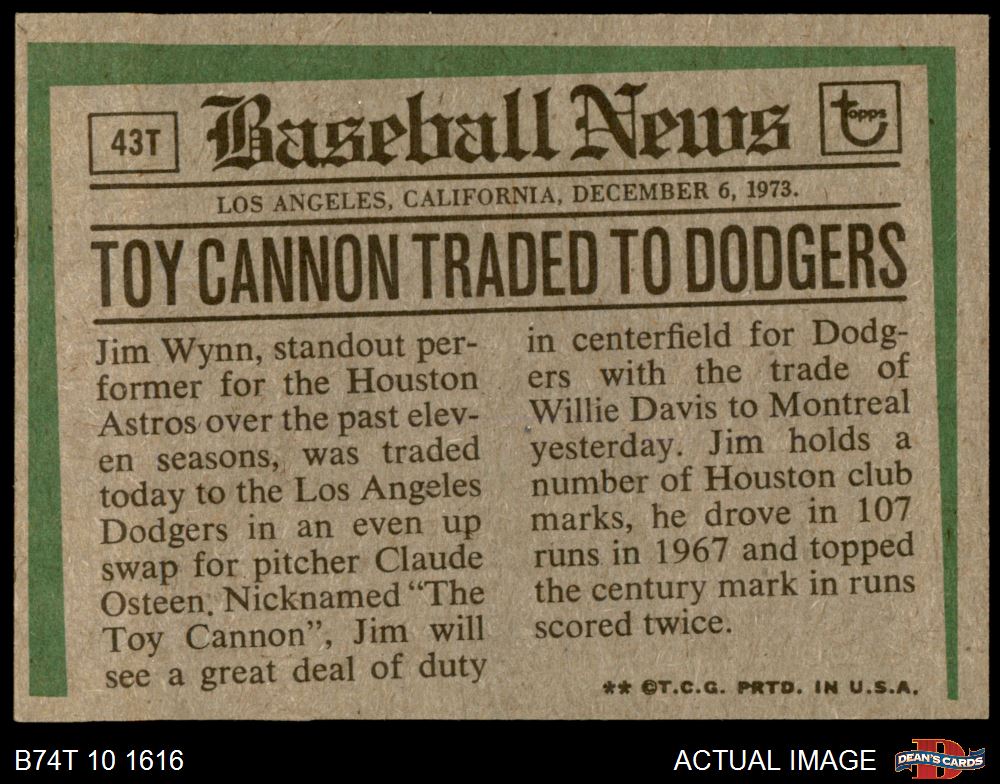 43T
Baseball News
topps
LOS ANGELES, CALIFORNIA, DECEMBER 6, 1973.
TOY CANNON TRADED TO DODGERS
Jim Wynn, standout per-
former for the Houston
Astros over the past elev-
en seasons, was traded
today to the Los Angeles
Dodgers in an even up
swap for pitcher Claude
Osteen. Nicknamed “The
Toy Cannon”, Jim will
see a great deal of duty
in centerfield for Dodg-
ers with the trade of
Willie Davis to Montreal
yesterday. Jim holds a
number of Houston club
marks, he drove in 107
runs in 1967 and topped
the century mark in runs
scored twice.
** ©T.C.G. PRTD. IN U.S.A.
B74T 10 1616
ACTUAL IMAGE
DEAN'S CARDS